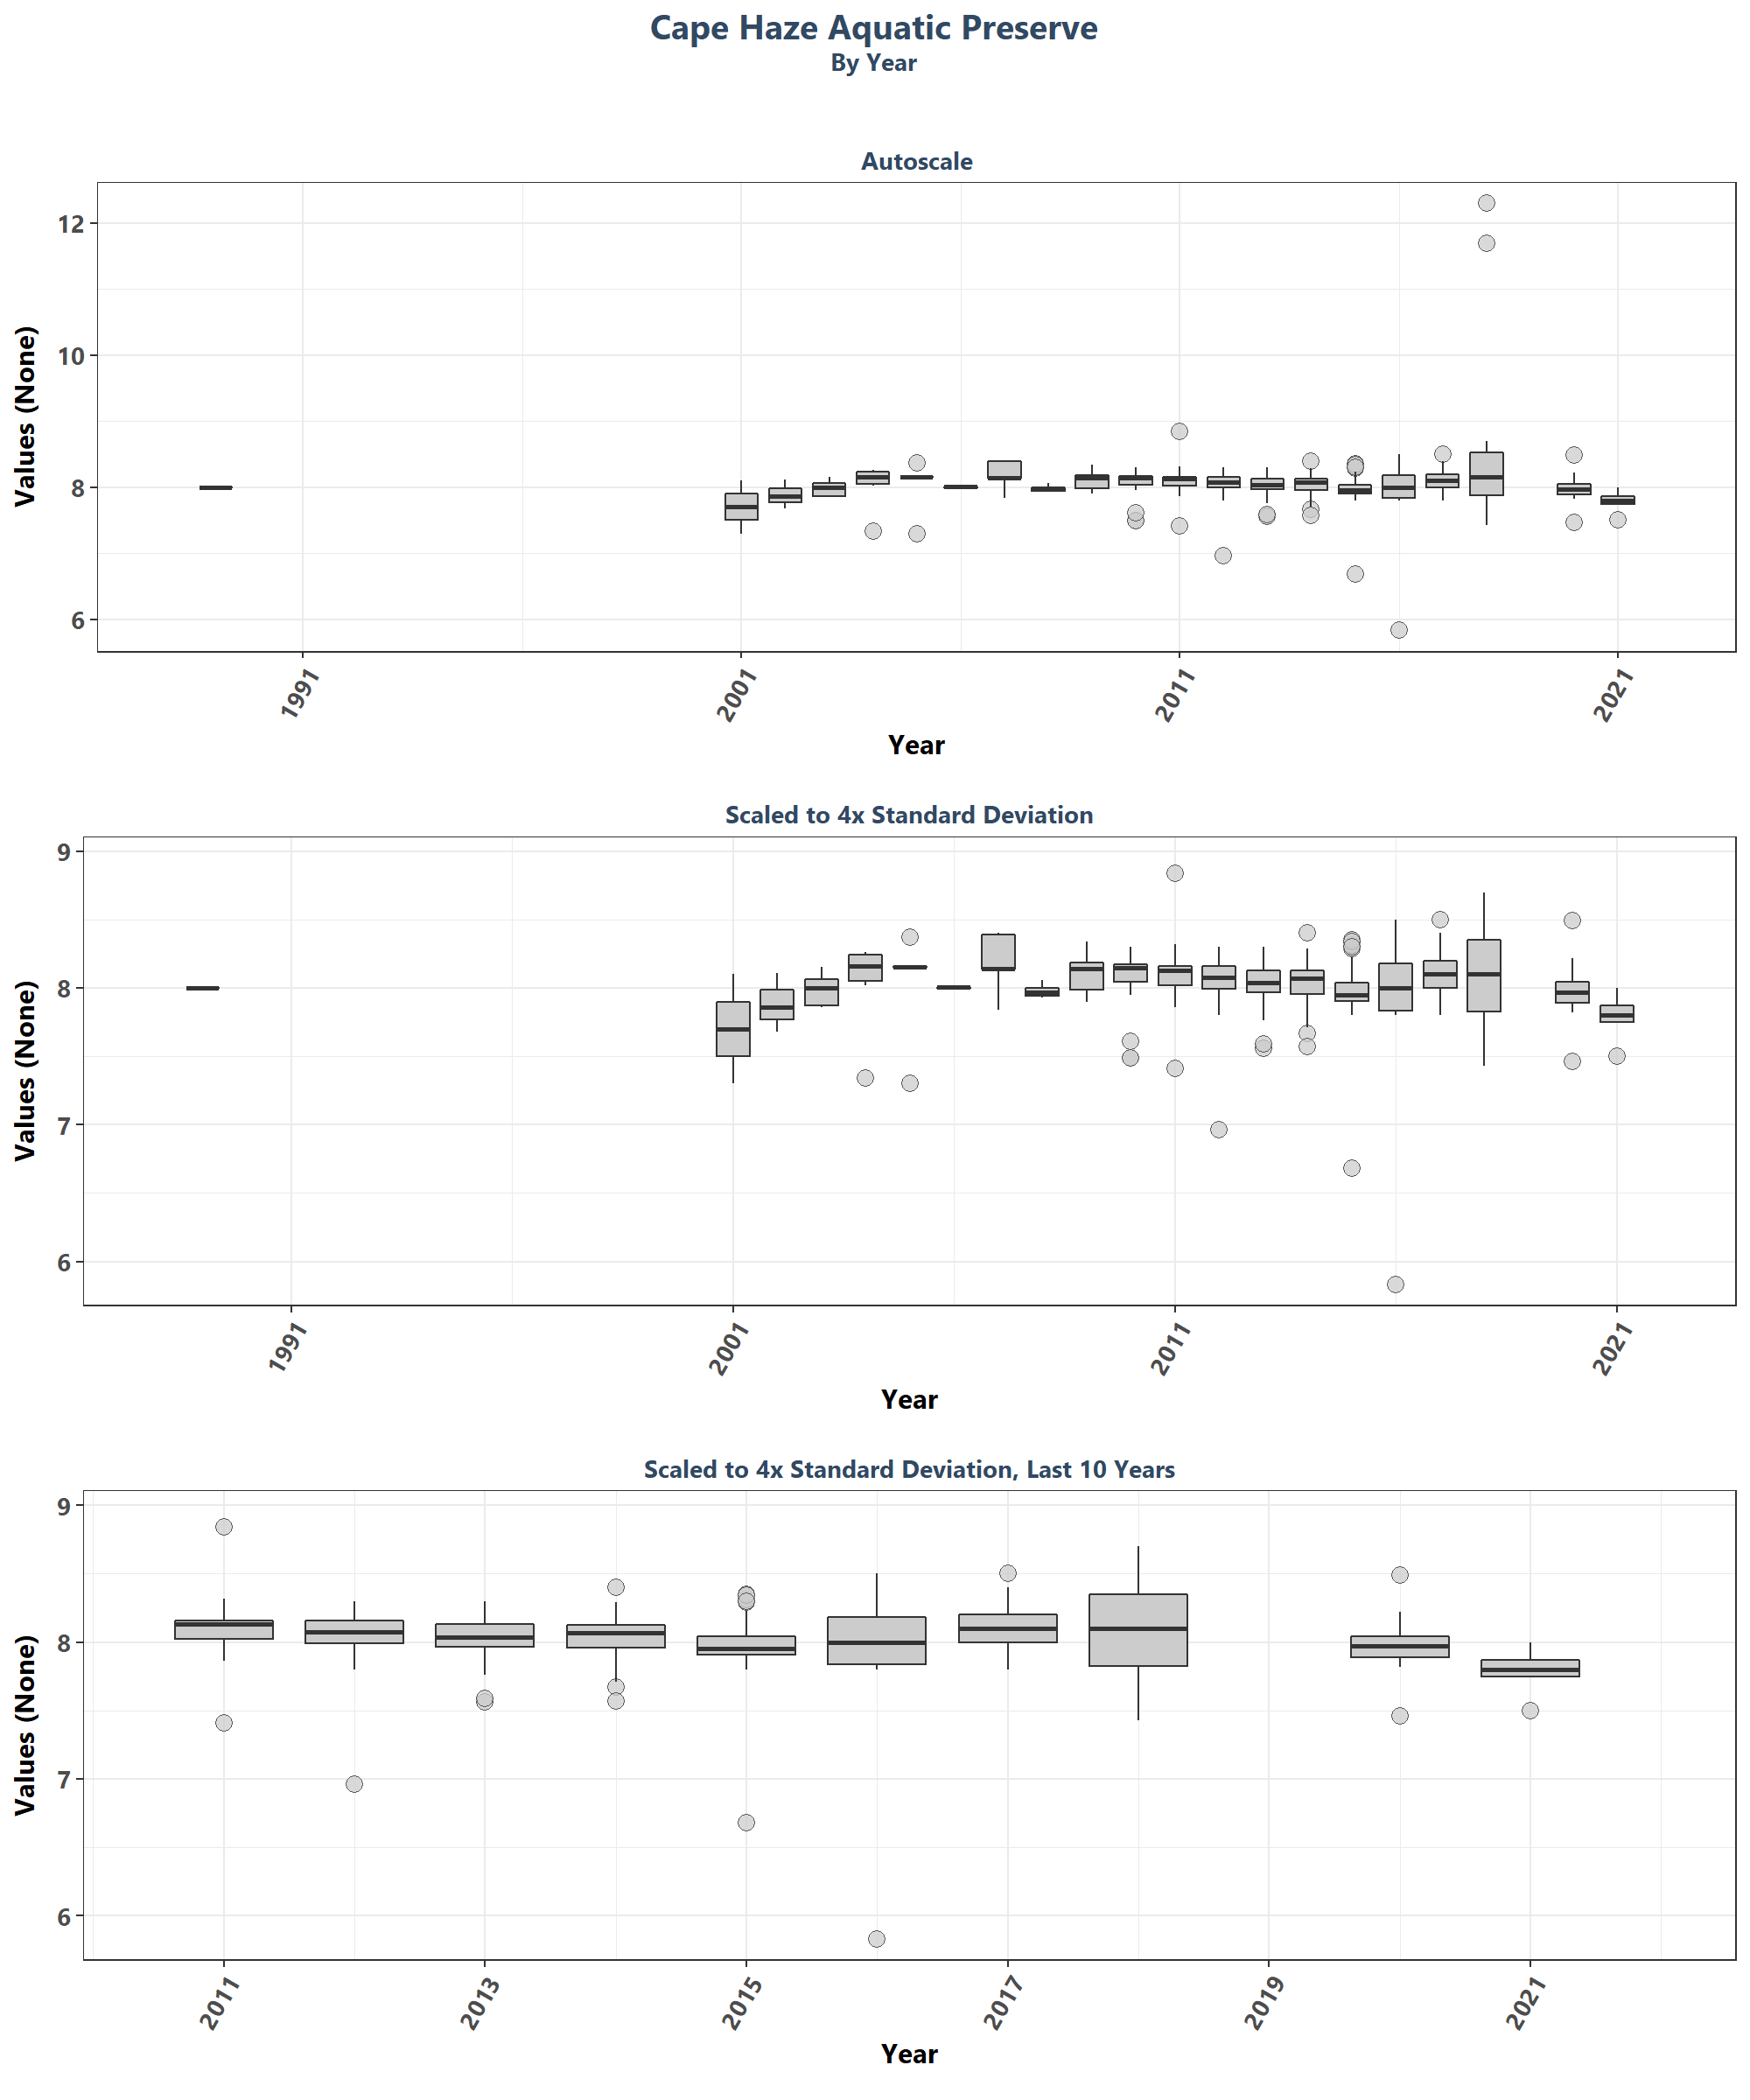 Cape Haze Aquatic Preserve
By Year
Autoscale
Values (None)
12
10
8
6
1991
2001
2011
2021
Year
Scaled to 4x Standard Deviation
Values (None)
9
8
7
6
1991
2001
2011
2021
Year
Scaled to 4x Standard Deviation, Last 10 Years
Values (None)
9
8
7
6
2011
2013
2015
2017
2019
2021
Year